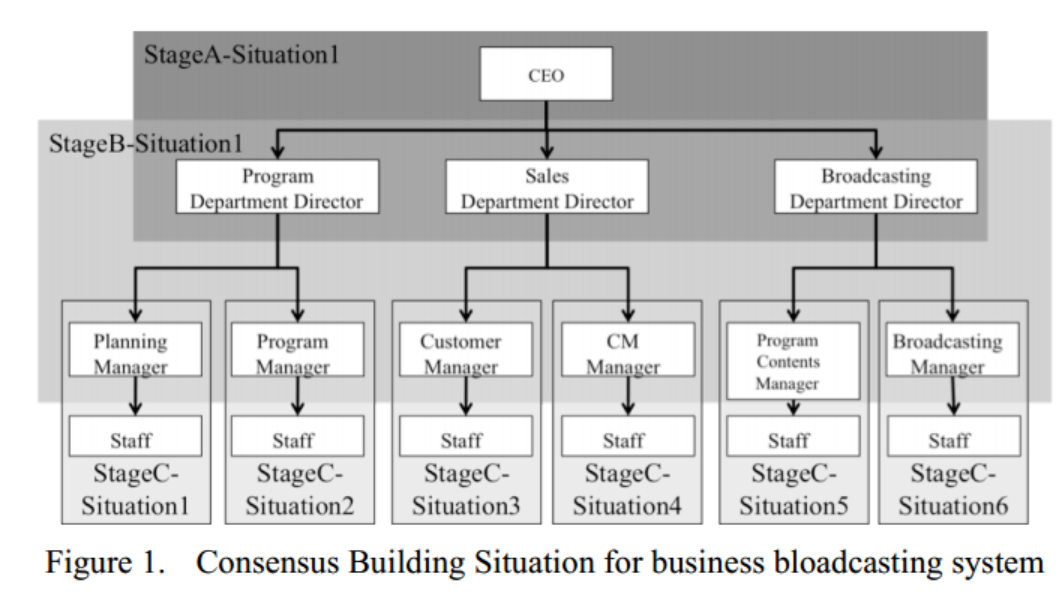 StageA-Situation1
CEO
StageB-Situation1
Program
Department Director
Sales
Department Director
Broadcasting
Department Director
Planning
Manager
Program
Manager
Customer
Manager
CM
Manager
Program
Contents
Manager
Broadcasting
Manager
Staff
Staff
Staff
Staff
Staff
Staff
StageC-
Situation1
StageC-
Situation2
StageC-
Situation3
StageC-
Situation4
StageC-
Situation5
StageC-
Situation6
Figure 1. Consensus Building Situation for business bloadcasting system